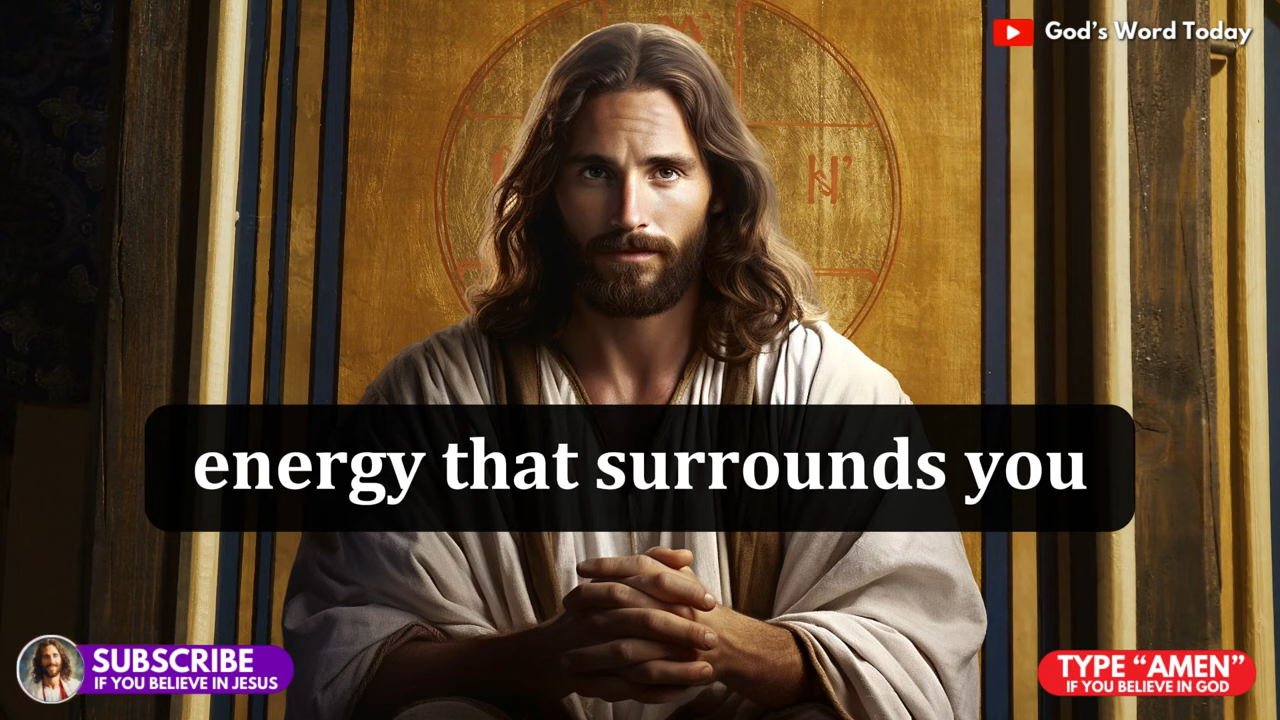 God's Word Today
energy that surrounds you
SUBSCRIBE
IF YOU BELIEVE IN JESUS
TYPE “AMEN”
IF YOU BELIEVE IN GOD